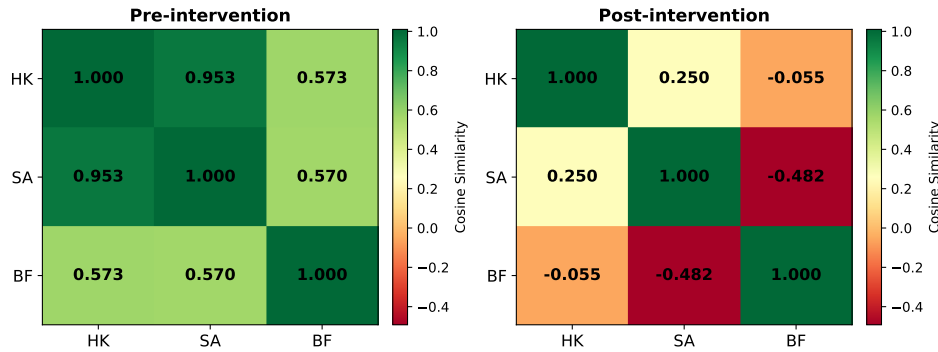 Pre-intervention
HK
SA
BF
1.000 0.953 0.573
0.953 1.000 0.570
0.573 0.570 1.000
HK SA BF
1.0
0.8
0.6
0.4
0.2
0.0
−0.2
−0.4
Cosine Similarity
Post-intervention
HK
SA
BF
1.000 0.250 -0.055
0.250 1.000 -0.482
-0.055 -0.482 1.000
HK SA BF
1.0
0.8
0.6
0.4
0.2
0.0
−0.2
−0.4
Cosine Similarity